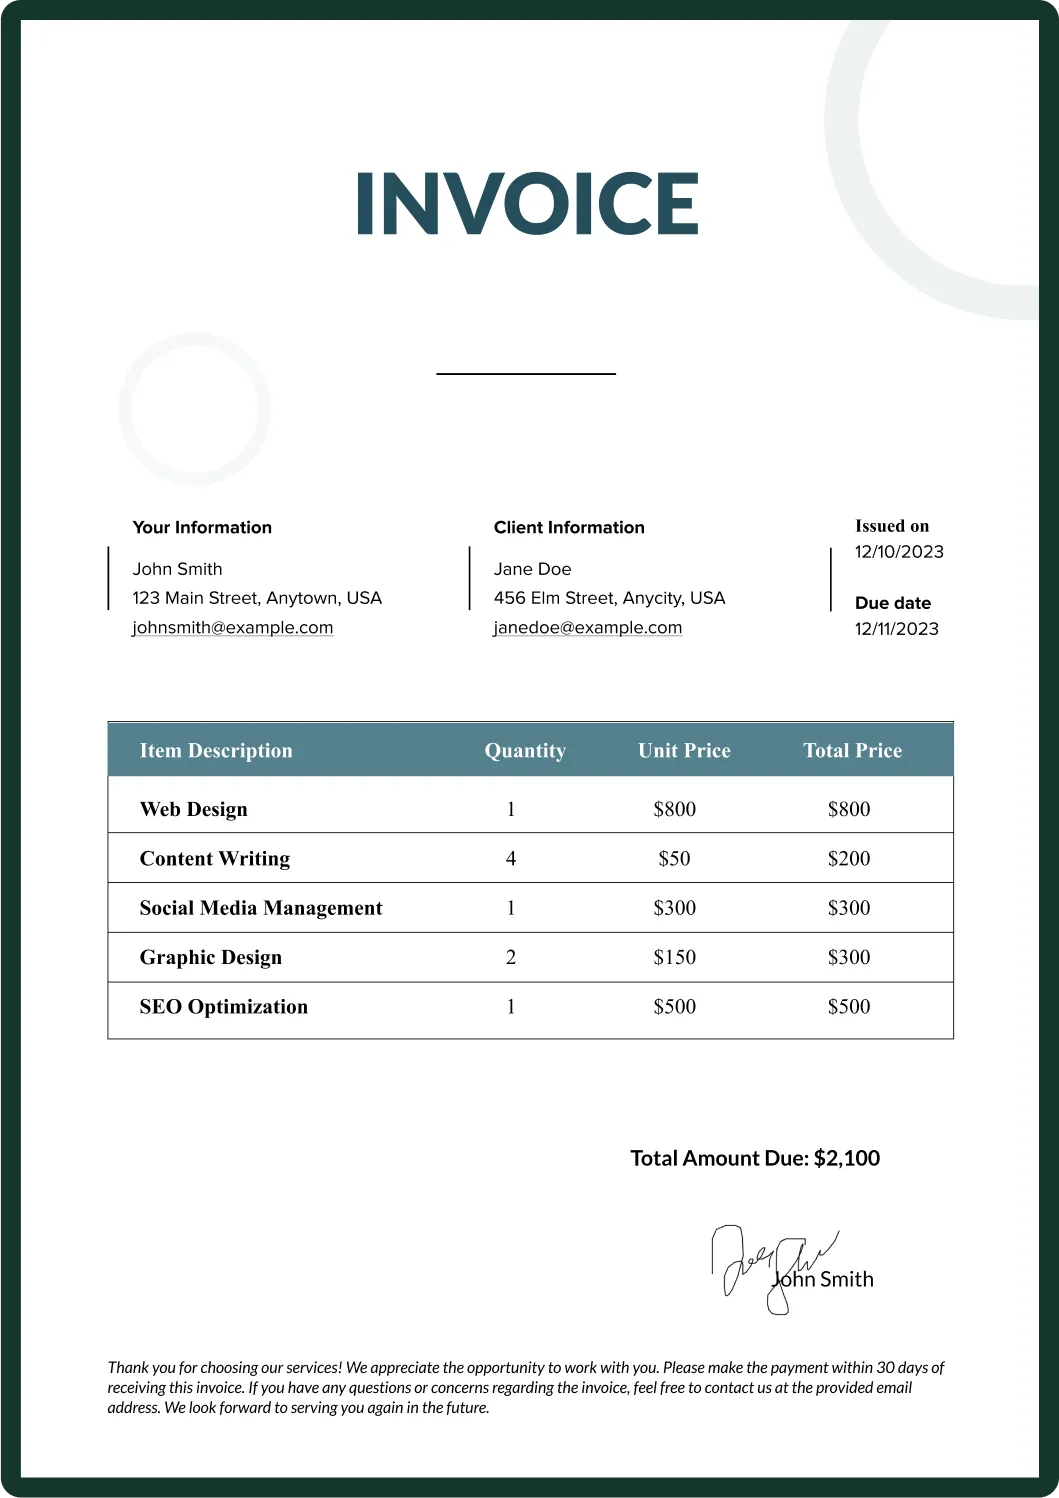 INVOICE
Your Information
John Smith
123 Main Street, Anytown, USA
johnsmith@example.com
Client Information
Jane Doe
456 Elm Street, Anycity, USA
janedoe@example.com
Issued on
12/10/2023
Due date
12/11/2023
Item Description Quantity Unit Price Total Price
Web Design 1 $800 $800
Content Writing 4 $50 $200
Social Media Management 1 $300 $300
Graphic Design 2 $150 $300
SEO Optimization 1 $500 $500
Total Amount Due: $2,100
John Smith
Thank you for choosing our services! We appreciate the opportunity to work with you. Please make the payment within 30 days of
receiving this invoice. If you have any questions or concerns regarding the invoice, feel free to contact us at the provided email
address. We look forward to serving you again in the future.